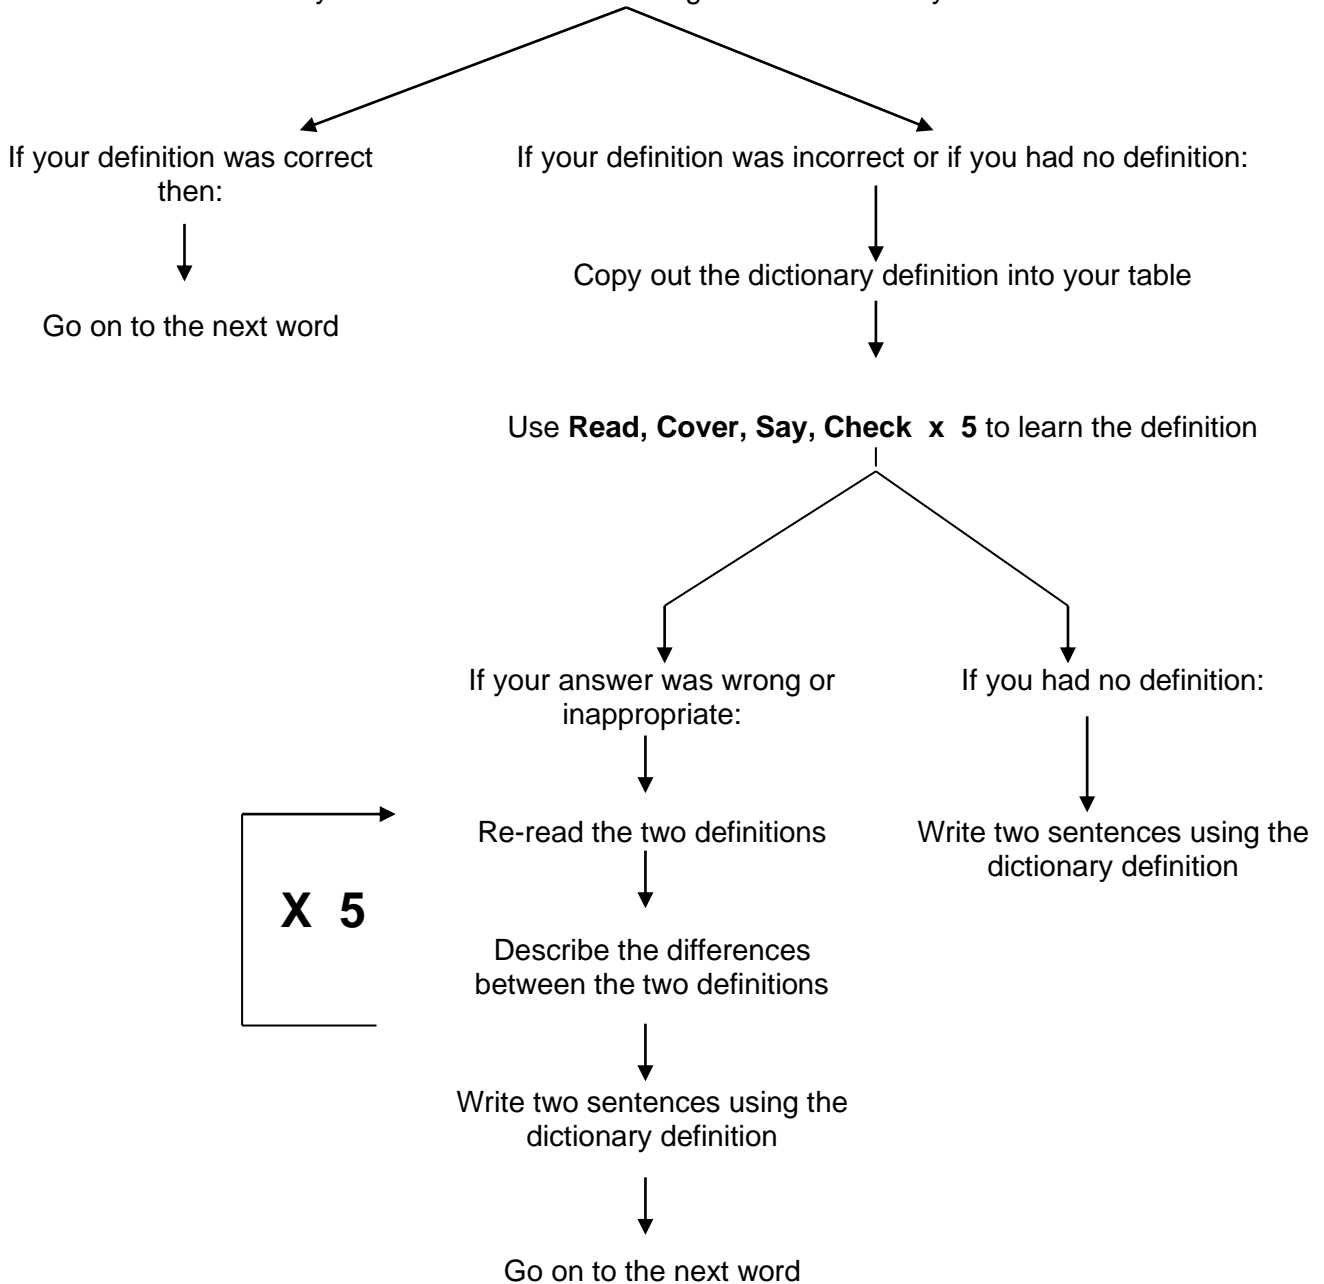 If your definition was correct
then:
If your definition was incorrect or if you had no definition:
Copy out the dictionary definition into your table
Go on to the next word
Use Read, Cover, Say, Check x 5 to learn the definition
If your answer was wrong or
inappropriate:
If you had no definition:
Re-read the two definitions
Write two sentences using the
dictionary definition
X 5
Describe the differences
between the two definitions
Write two sentences using the
dictionary definition
Go on to the next word